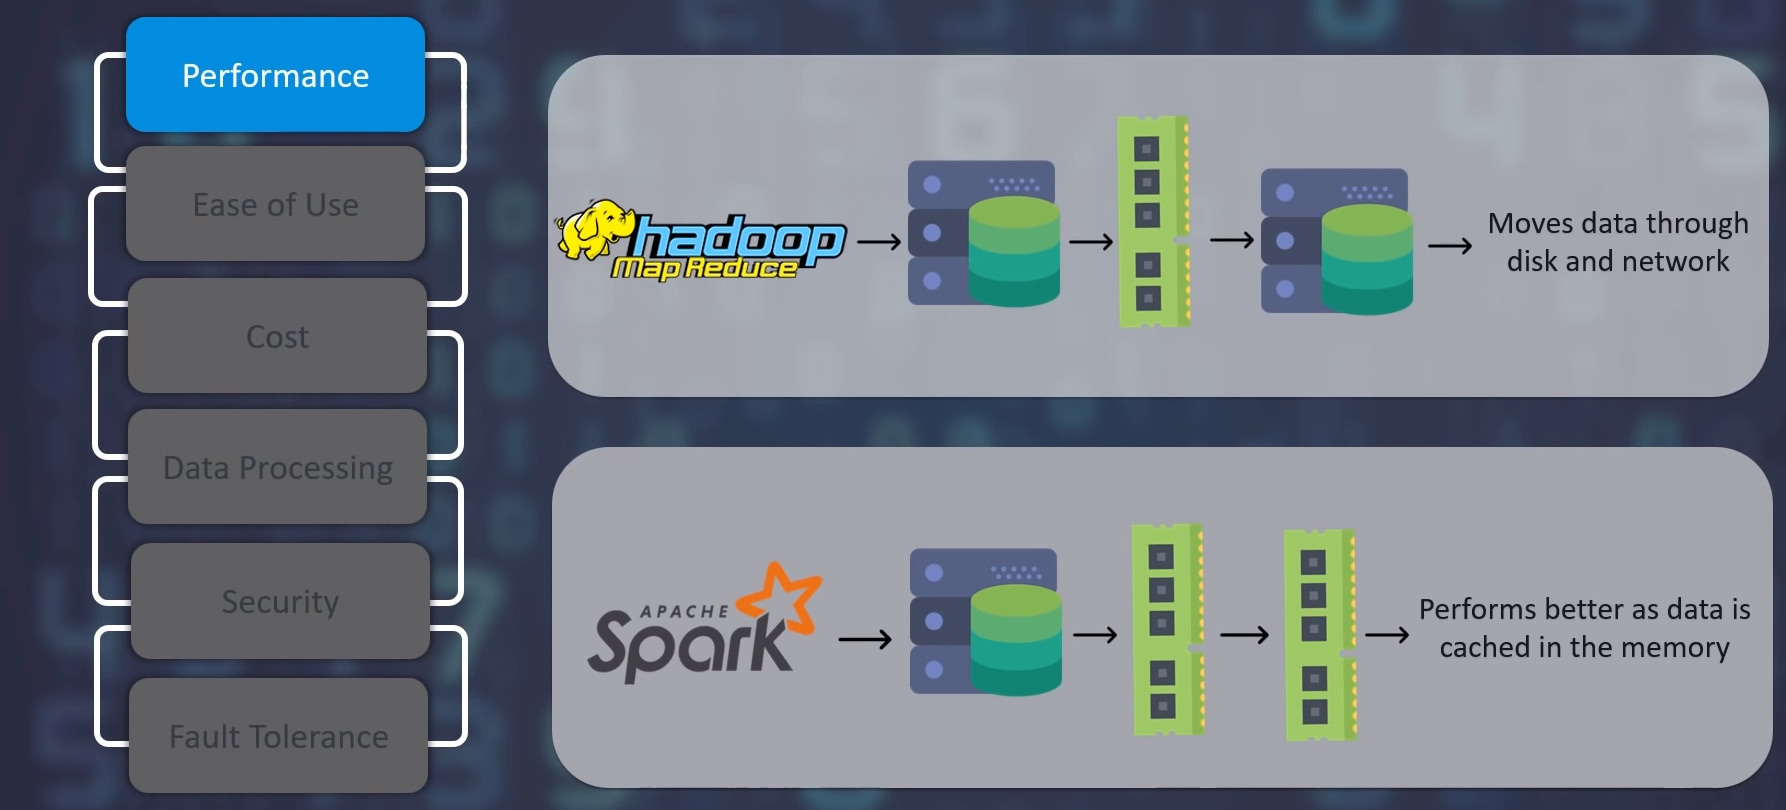 Performance
Ease of Use
Cost
Data Processing
Security
Fault Tolerance
hadoop
Map Reduce
Moves data through
disk and network
APACHE
Spark
Performs better as data is
cached in the memory